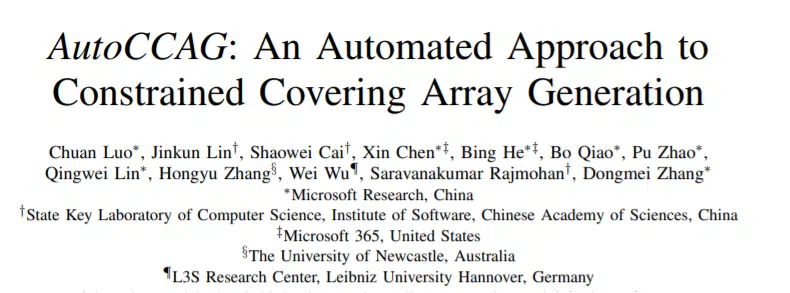 AutoCCAG: An Automated Approach to
Constrained Covering Array Generation
Chuan Luo*, Jinkun Lin†, Shaowei Cai†, Xin Chen*‡, Bing He*‡, Bo Qiao*, Pu Zhao*,
Qingwei Lin*, Hongyu Zhang§, Wei Wu¶, Saravanakumar Rajmohan†, Dongmei Zhang*
*Microsoft Research, China
†State Key Laboratory of Computer Science, Institute of Software, Chinese Academy of Sciences, China
‡Microsoft 365, United States
§The University of Newcastle, Australia
¶L3S Research Center, Leibniz University Hannover, Germany